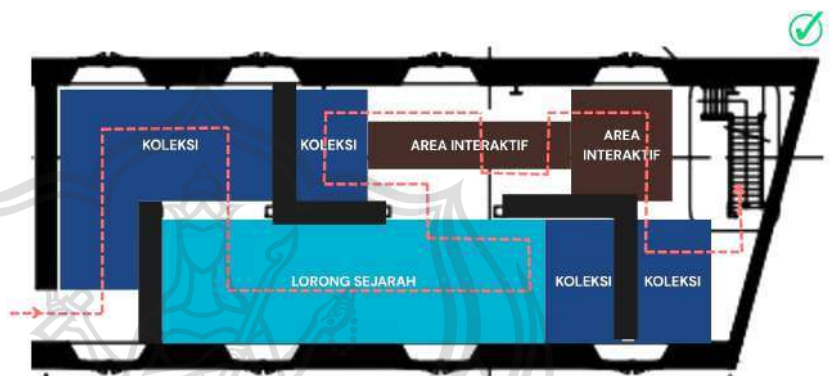 KOLEKSI
KOLEKSI
AREA INTERAKTIF
AREA
INTERAKTIF
LORONG SEJARAH
KOLEKSI
KOLEKSI